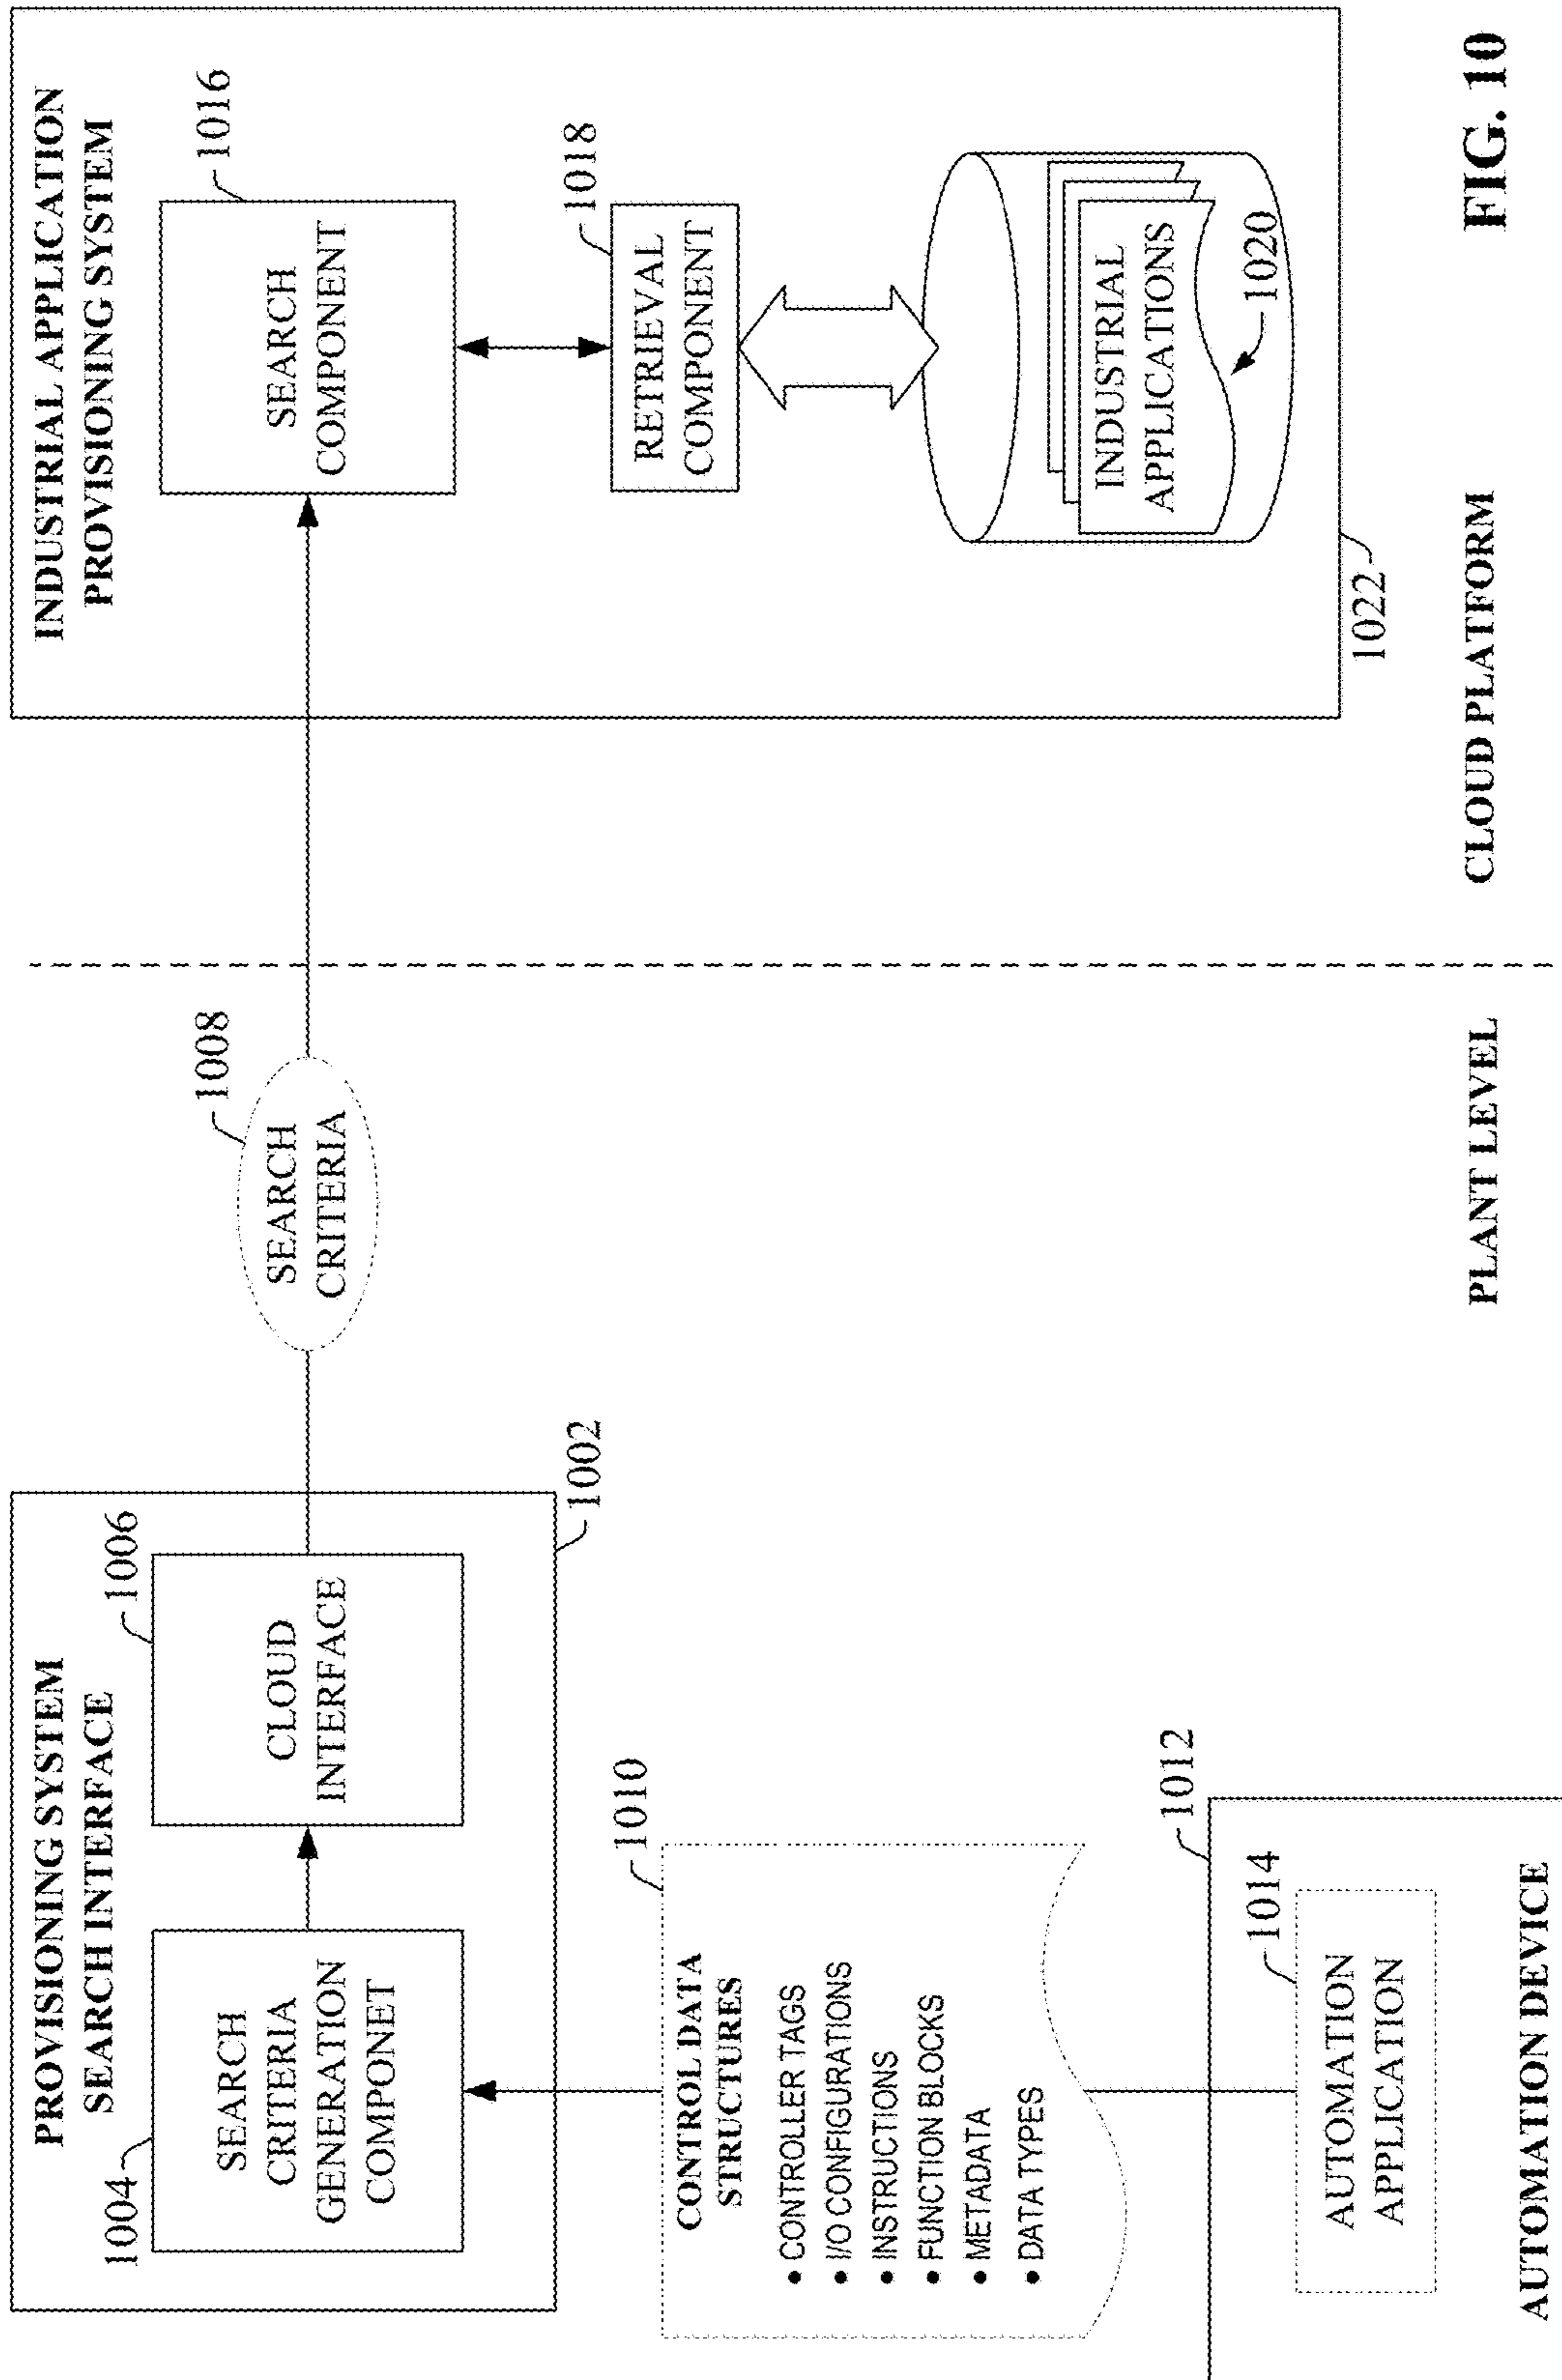 PROVISIONING SYSTEM
SEARCH INTERFACE
1004
SEARCH
CRITERIA
GENERATION
COMPONET
1006
CLOUD
INTERFACE
1002
1008
SEARCH
CRITERIA
INDUSTRIAL APPLICATION
PROVISIONING SYSTEM
1016
SEARCH
COMPONENT
1018
RETRIEVAL
COMPONENT
INDUSTRIAL
APPLICATIONS
1020
1022
1010
CONTROL DATA
STRUCTURES
• CONTROLLER TAGS
• I/O CONFIGURATIONS
• INSTRUCTIONS
• FUNCTION BLOCKS
• METADATA
• DATA TYPES
1012
1014
AUTOMATION
APPLICATION
AUTOMATION DEVICE
PLANT LEVEL
CLOUD PLATFORM
FIG. 10